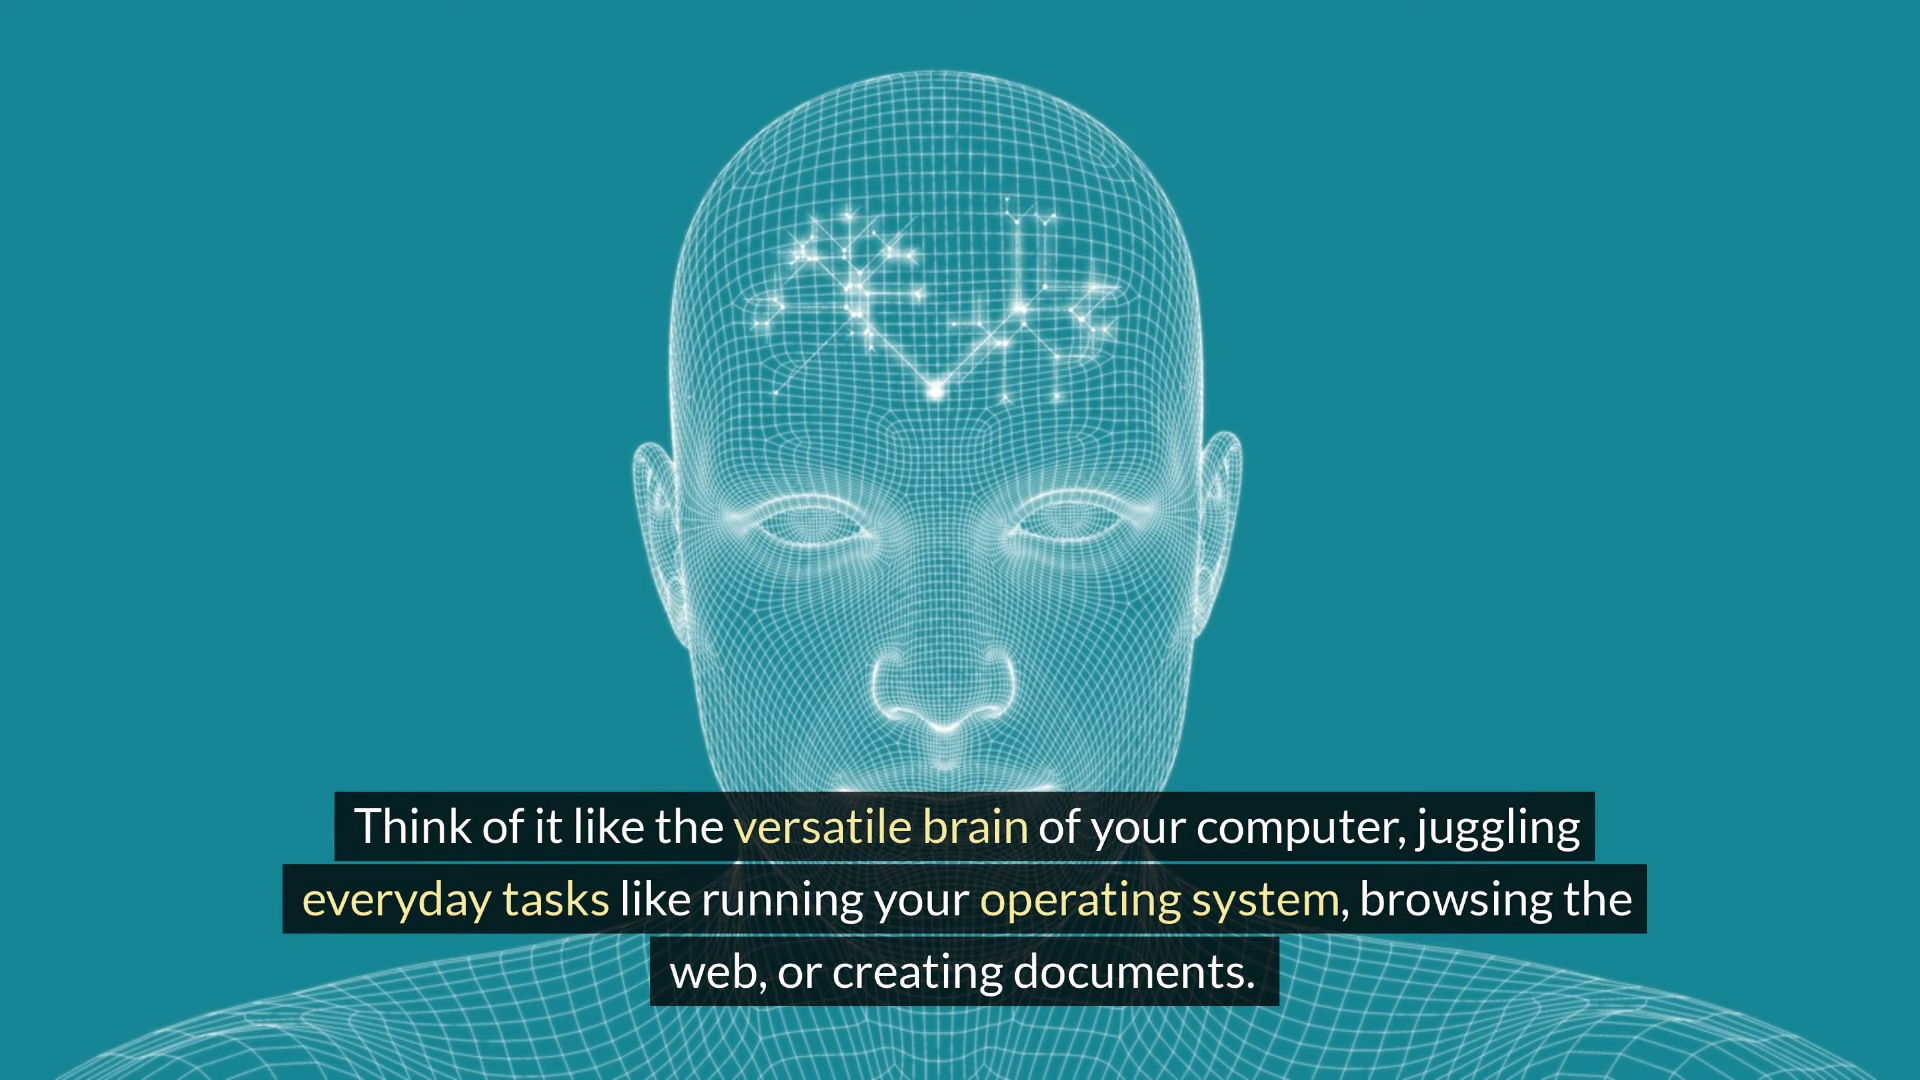 Think of it like the versatile brain of your computer, juggling
everyday tasks like running your operating system, browsing the
web, or creating documents.